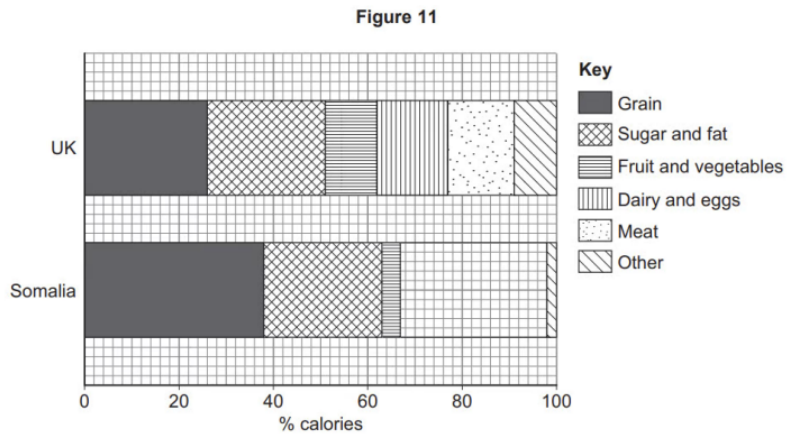 Figure 11
Key
Grain
Sugar and fat
Fruit and vegetables
Dairy and eggs
Meat
Other
UK
Somalia
0 20 40 60 80 100
% calories